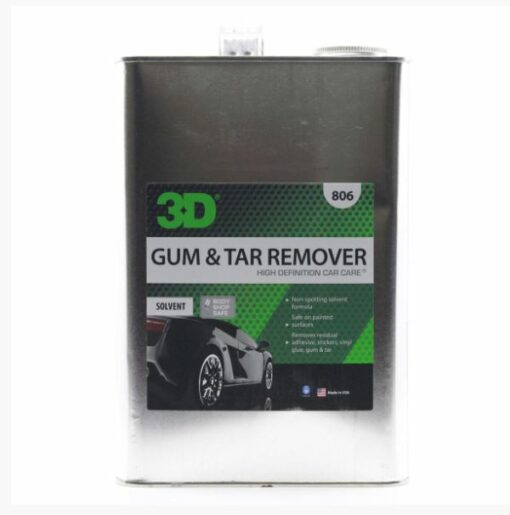 3D®
806
GUM & TAR REMOVER
HIGH DEFINITION CAR CARE
SOLVENT
BODY
SHOP
SAFE
Non spotting solvent
formula
Safe on painted
surfaces
Removes residual
adhesive, stickers, vinyl
glue, gum & tar
Made in USA